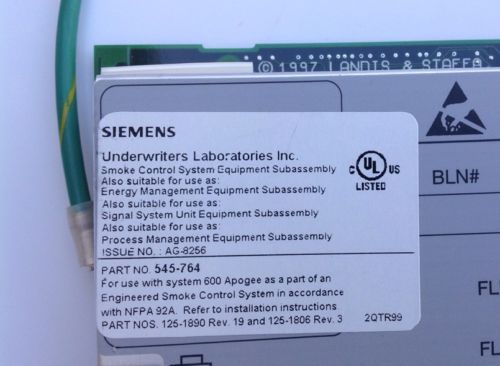 © 1997 LANDIS & STAEFA
SIEMENS
Underwriters Laboratories Inc.
Smoke Control System Equipment Subassembly
Also suitable for use as:
Energy Management Equipment Subassembly
Also suitable for use as:
Signal System Unit Equipment Subassembly
Also suitable for use as:
Process Management Equipment Subassembly
ISSUE NO. : AG-8256
C UL US
LISTED
PART NO. 545-764
For use with system 600 Apogee as a part of an
Engineered Smoke Control System in accordance
with NFPA 92A. Refer to installation instructions
PART NOS. 125-1890 Rev. 19 and 125-1806 Rev. 3 2QTR99
BLN#
FL
FL